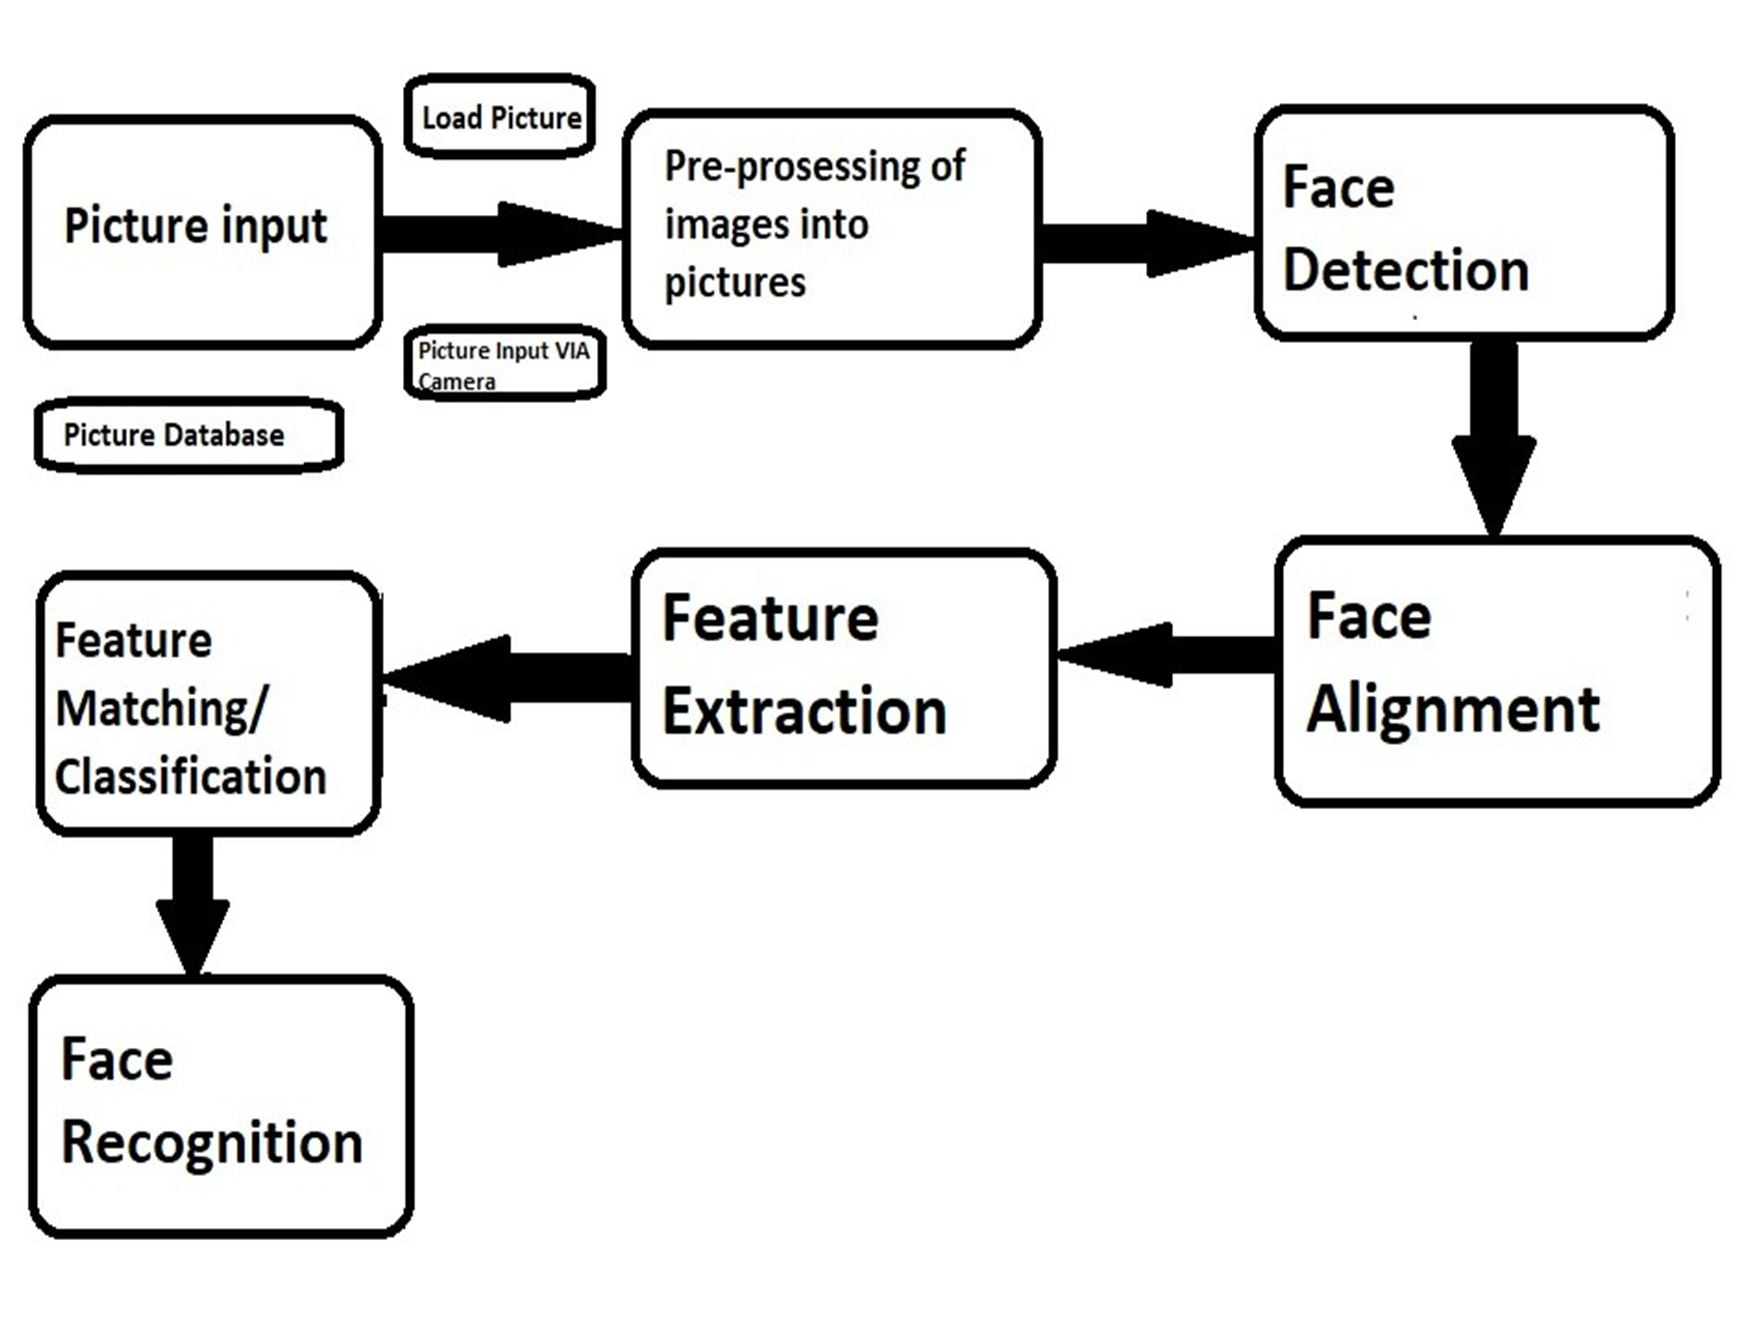 Load Picture
Picture input
Pre-prosessing of
images into
pictures
Face
Detection
Picture Input VIA
Camera
Picture Database
Face
Alignment
Feature
Extraction
Feature
Matching/
Classification
Face
Recognition